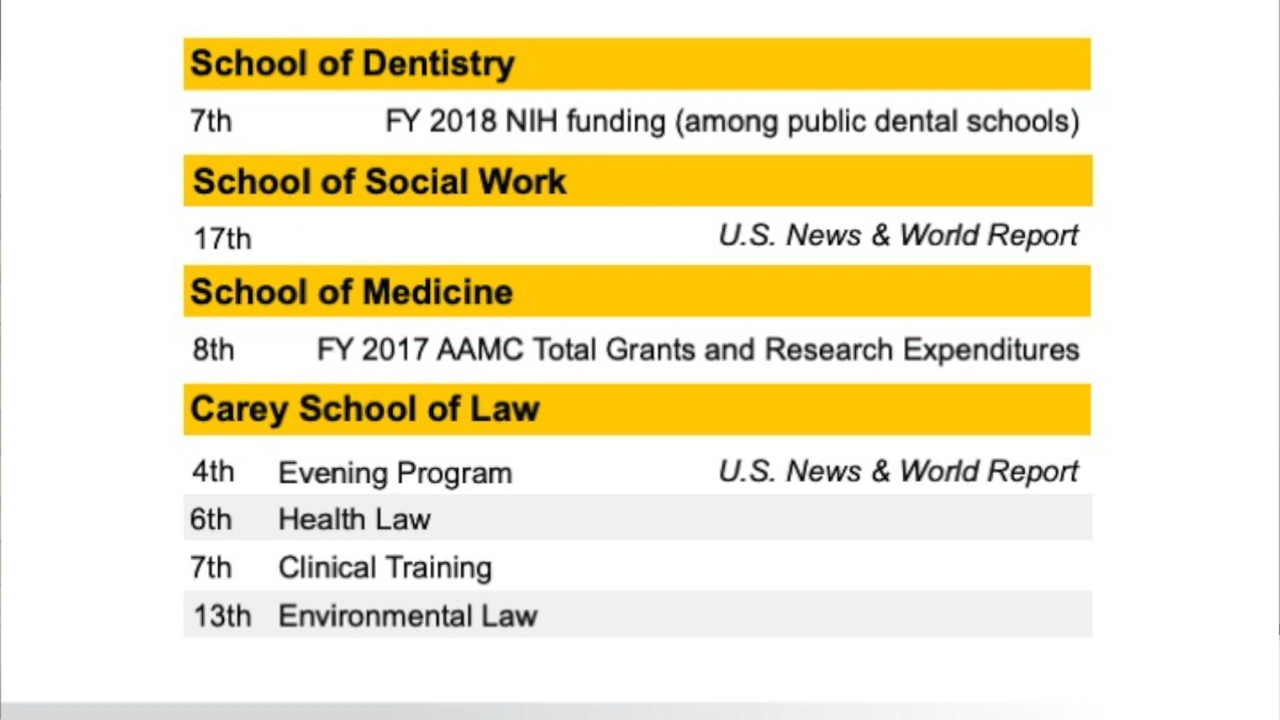 School of Dentistry
7th FY 2018 NIH funding (among public dental schools)
School of Social Work
17th U.S. News & World Report
School of Medicine
8th FY 2017 AAMC Total Grants and Research Expenditures
Carey School of Law
4th Evening Program U.S. News & World Report
6th Health Law
7th Clinical Training
13th Environmental Law